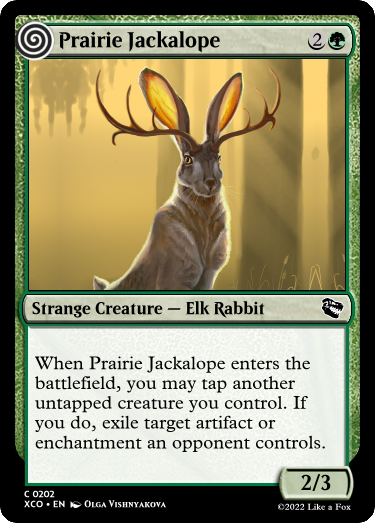 Prairie Jackalope 2
Strange Creature — Elk Rabbit
When Prairie Jackalope enters the
battlefield, you may tap another
untapped creature you control. If
you do, exile target artifact or
enchantment an opponent controls.
2/3
C 0202
XCO • EN Olga Vishnyakova
©2022 Like a Fox